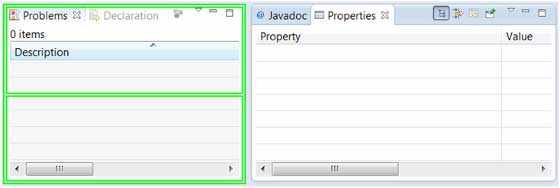 Problems Declaration
0 items
Description
@ Javadoc Properties
Property Value